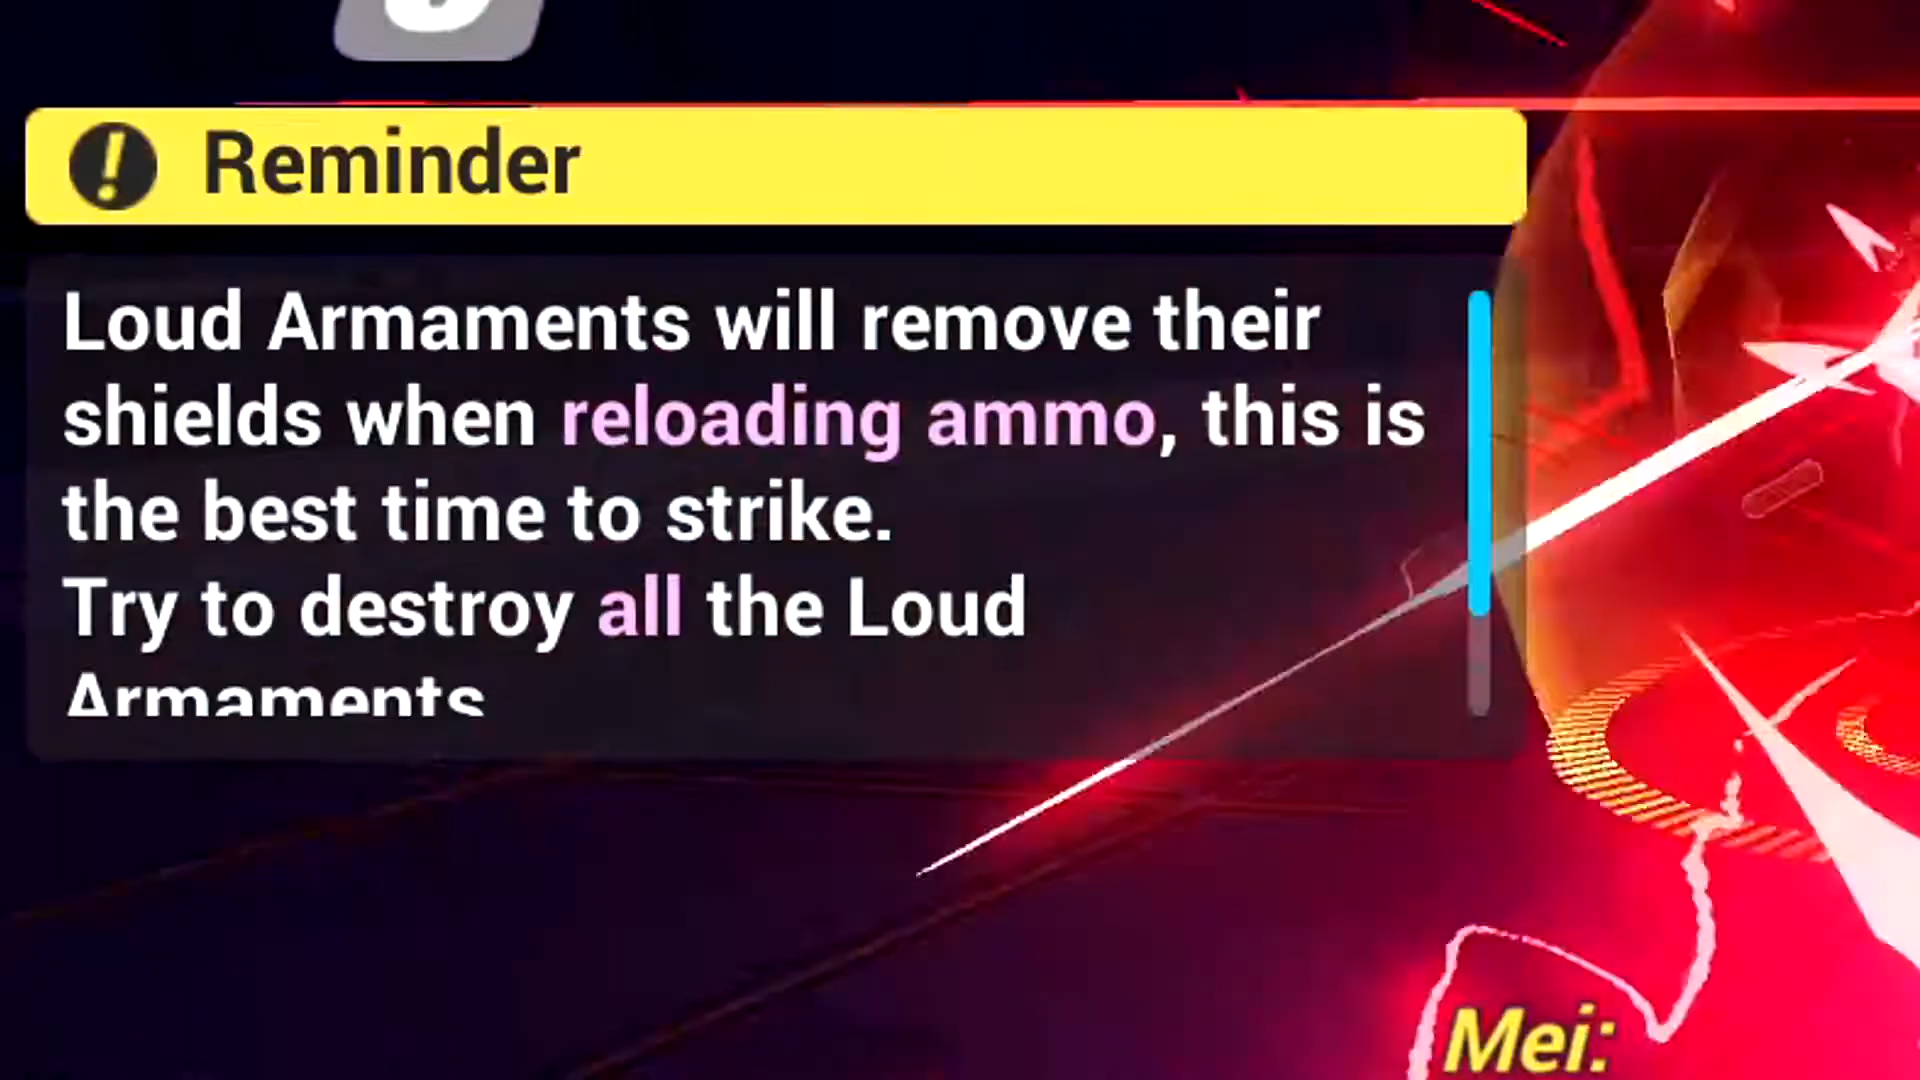 Reminder
Loud Armaments will remove their
shields when reloading ammo, this is
the best time to strike.
Try to destroy all the Loud
Armaments
Mei: